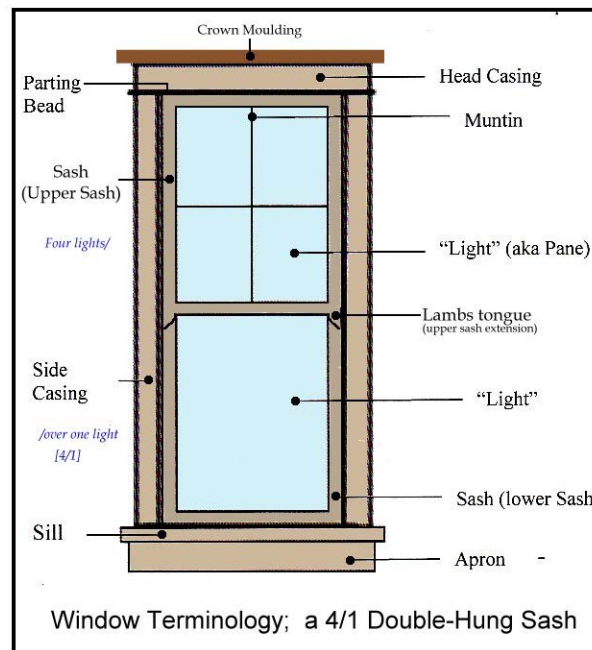 Crown Moulding
Parting
Bead
Head Casing
Muntin
Sash
(Upper Sash)
Four lights/
“Light” (aka Pane)
Lambs tongue
(upper sash extension)
Side
Casing
“Light”
/over one light
[4/1]
Sash (lower Sash
Sill
Apron -
Window Terminology; a 4/1 Double-Hung Sash